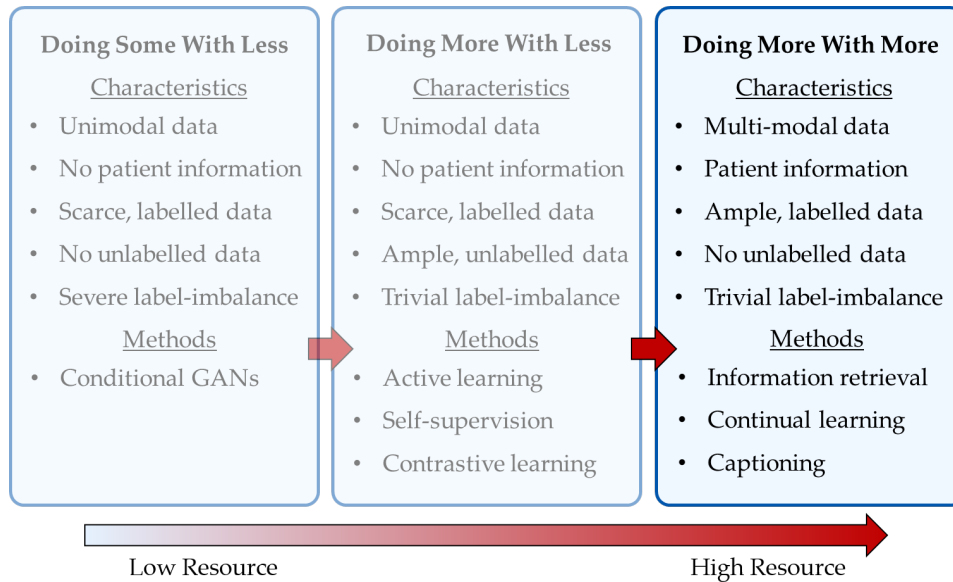 Doing Some With Less
Characteristics
• Unimodal data
• No patient information
• Scarce, labelled data
• No unlabelled data
• Severe label-imbalance
Methods
• Conditional GANs
Doing More With Less
Characteristics
• Unimodal data
• No patient information
• Scarce, labelled data
• Ample, unlabelled data
• Trivial label-imbalance
Methods
• Active learning
• Self-supervision
• Contrastive learning
Doing More With More
Characteristics
• Multi-modal data
• Patient information
• Ample, labelled data
• No unlabelled data
• Trivial label-imbalance
Methods
• Information retrieval
• Continual learning
• Captioning
Low Resource
High Resource